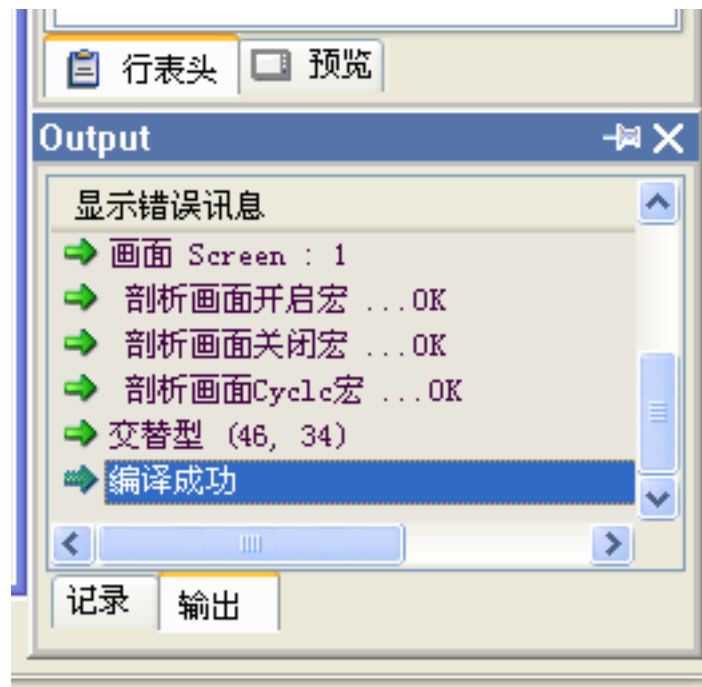 行表头 预览
Output
显示错误讯息
画面 Screen : 1
剖析画面开启宏 ...OK
剖析画面关闭宏 ...OK
剖析画面Cyclc宏 ...OK
交替型 (46, 34)
编译成功
记录 输出